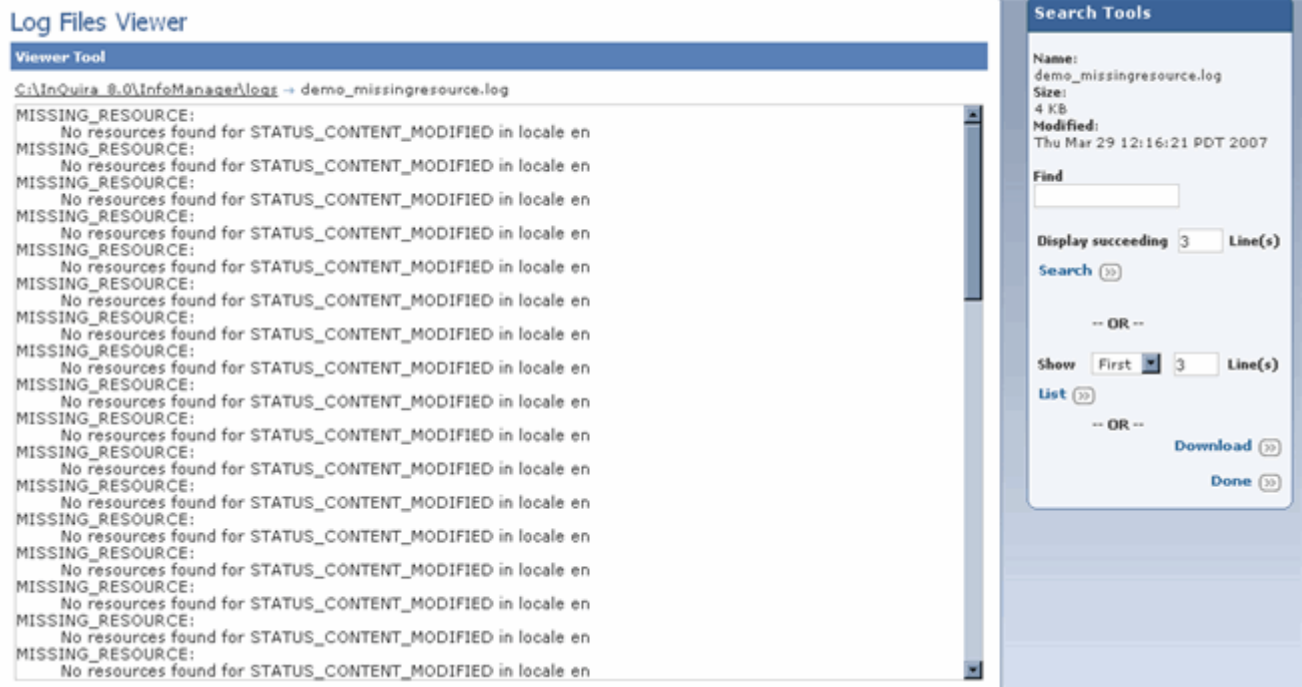 Log Files Viewer
Viewer Tool
C:\InQuira_8.0\InfoManager\logs → demo_missingresource.log
MISSING_RESOURCE:
No resources found for STATUS_CONTENT_MODIFIED in locale en
MISSING_RESOURCE:
No resources found for STATUS_CONTENT_MODIFIED in locale en
MISSING_RESOURCE:
No resources found for STATUS_CONTENT_MODIFIED in locale en
MISSING_RESOURCE:
No resources found for STATUS_CONTENT_MODIFIED in locale en
MISSING_RESOURCE:
No resources found for STATUS_CONTENT_MODIFIED in locale en
MISSING_RESOURCE:
No resources found for STATUS_CONTENT_MODIFIED in locale en
MISSING_RESOURCE:
No resources found for STATUS_CONTENT_MODIFIED in locale en
MISSING_RESOURCE:
No resources found for STATUS_CONTENT_MODIFIED in locale en
MISSING_RESOURCE:
No resources found for STATUS_CONTENT_MODIFIED in locale en
MISSING_RESOURCE:
No resources found for STATUS_CONTENT_MODIFIED in locale en
MISSING_RESOURCE:
No resources found for STATUS_CONTENT_MODIFIED in locale en
MISSING_RESOURCE:
No resources found for STATUS_CONTENT_MODIFIED in locale en
MISSING_RESOURCE:
No resources found for STATUS_CONTENT_MODIFIED in locale en
MISSING_RESOURCE:
No resources found for STATUS_CONTENT_MODIFIED in locale en
MISSING_RESOURCE:
No resources found for STATUS_CONTENT_MODIFIED in locale en
MISSING_RESOURCE:
No resources found for STATUS_CONTENT_MODIFIED in locale en
MISSING_RESOURCE:
No resources found for STATUS_CONTENT_MODIFIED in locale en
Search Tools
Name:
demo_missingresource.log
Size:
4 KB
Modified:
Thu Mar 29 12:16:21 PDT 2007
Find
Display succeeding 3 Line(s)
Search
-- OR --
Show First 3 Line(s)
List
-- OR --
Download
Done